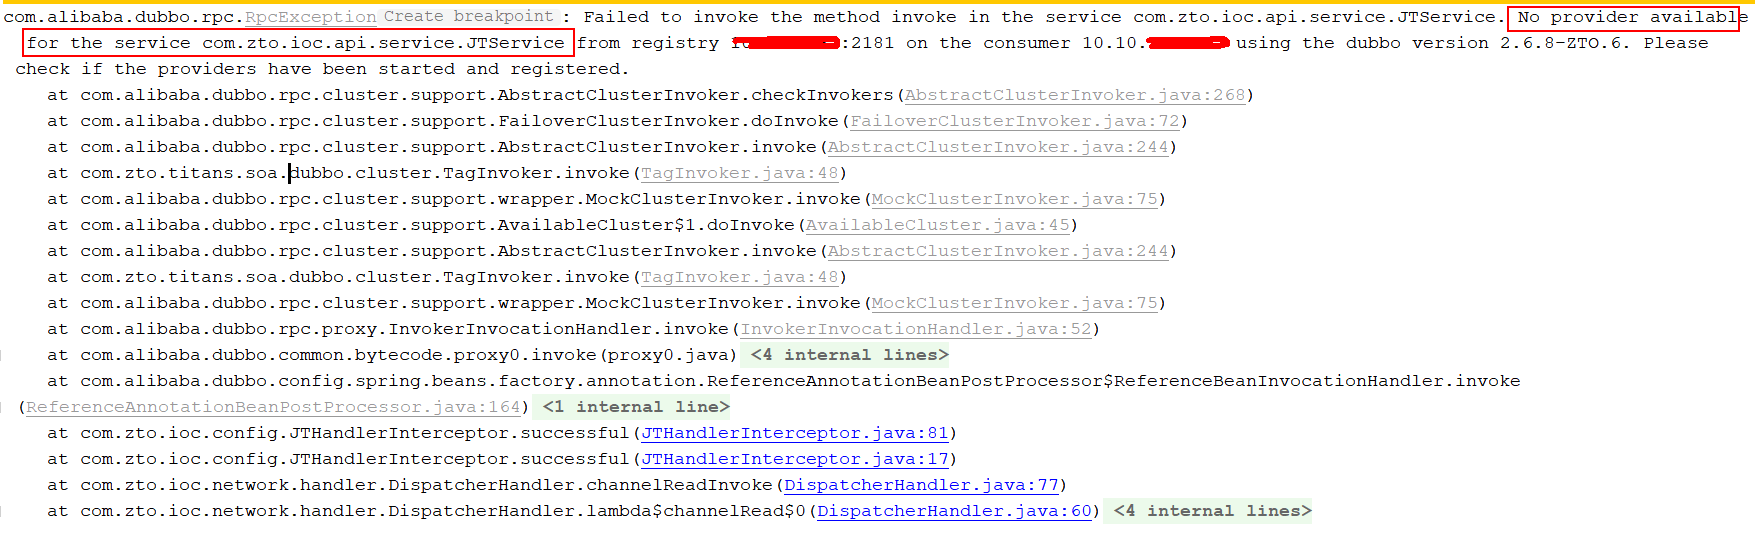 com.alibaba.dubbo.rpc.RpcException Create breakpoint : Failed to invoke the method invoke in the service com.zto.ioc.api.service.JTService. No provider available
for the service com.zto.ioc.api.service.JTService from registry :2181 on the consumer 10.10. using the dubbo version 2.6.8-ZTO.6. Please
check if the providers have been started and registered.
at com.alibaba.dubbo.rpc.cluster.support.AbstractClusterInvoker.checkInvokers(AbstractClusterInvoker.java:268)
at com.alibaba.dubbo.rpc.cluster.support.FailoverClusterInvoker.doInvoke(FailoverClusterInvoker.java:72)
at com.alibaba.dubbo.rpc.cluster.support.AbstractClusterInvoker.invoke(AbstractClusterInvoker.java:244)
at com.zto.titans.soa.dubbo.cluster.TagInvoker.invoke(TagInvoker.java:48)
at com.alibaba.dubbo.rpc.cluster.support.wrapper.MockClusterInvoker.invoke(MockClusterInvoker.java:75)
at com.alibaba.dubbo.rpc.cluster.support.AvailableCluster$1.doInvoke(AvailableCluster.java:45)
at com.alibaba.dubbo.rpc.cluster.support.AbstractClusterInvoker.invoke(AbstractClusterInvoker.java:244)
at com.zto.titans.soa.dubbo.cluster.TagInvoker.invoke(TagInvoker.java:48)
at com.alibaba.dubbo.rpc.cluster.support.wrapper.MockClusterInvoker.invoke(MockClusterInvoker.java:75)
at com.alibaba.dubbo.rpc.proxy.InvokerInvocationHandler.invoke(InvokerInvocationHandler.java:52)
at com.alibaba.dubbo.common.bytecode.proxy0.invoke(proxy0.java) <4 internal lines>
at com.alibaba.dubbo.config.spring.beans.factory.annotation.ReferenceAnnotationBeanPostProcessor$ReferenceBeanInvocationHandler.invoke
(ReferenceAnnotationBeanPostProcessor.java:164) <1 internal line>
at com.zto.ioc.config.JTHandlerInterceptor.successful(JTHandlerInterceptor.java:81)
at com.zto.ioc.config.JTHandlerInterceptor.successful(JTHandlerInterceptor.java:17)
at com.zto.ioc.network.handler.DispatcherHandler.channelReadInvoke(DispatcherHandler.java:77)
at com.zto.ioc.network.handler.DispatcherHandler.lambda$channelRead$0(DispatcherHandler.java:60) <4 internal lines>